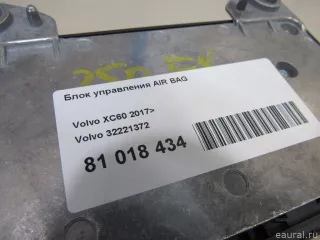 Блок управления AIR BAG
Volvo XC60 2017>
Volvo 32221372
81 018 434
eaural.ru